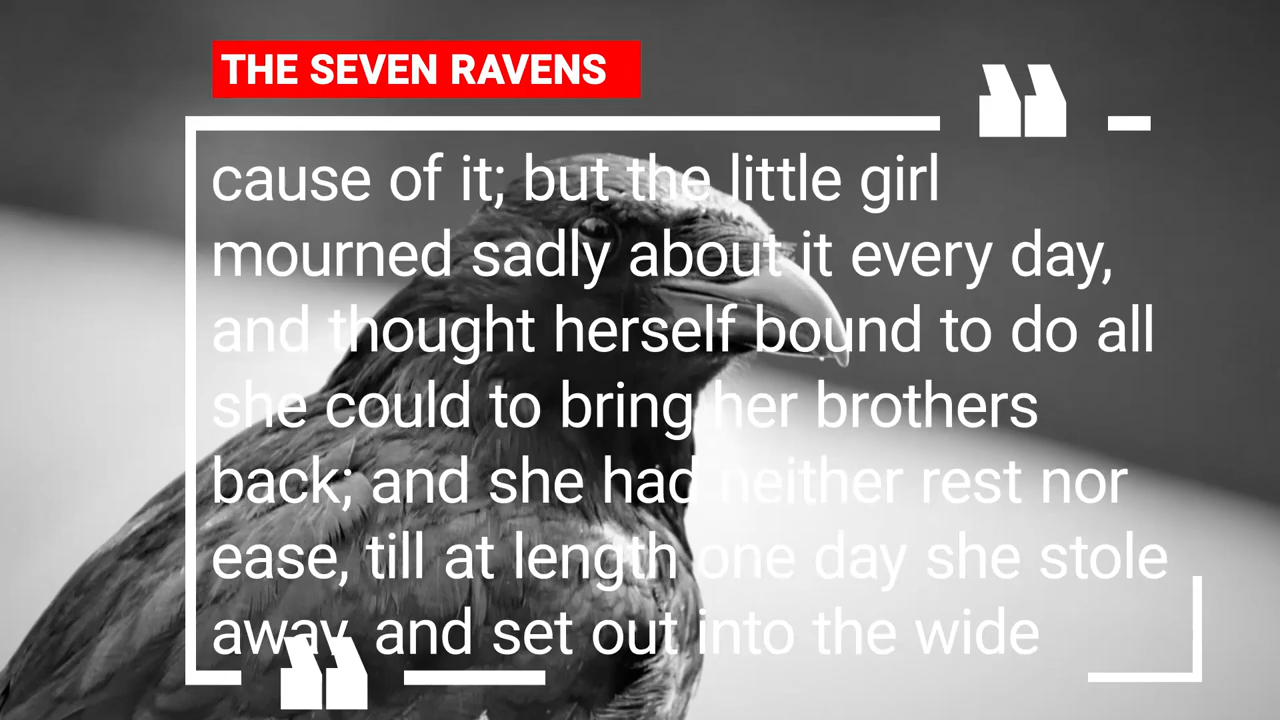 THE SEVEN RAVENS
cause of it; but the little girl
mourned sadly about it every day,
and thought herself bound to do all
she could to bring her brothers
back; and she had neither rest nor
ease, till at length one day she stole
away, and set out into the wide